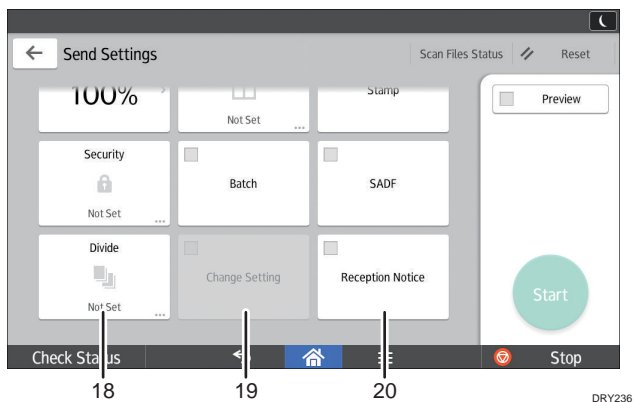 Send Settings
Scan Files Status
Reset
100%
Not Set
Stamp
Preview
Security
Not Set
Batch
SADF
Divide
Not Set
Change Setting
Reception Notice
Start
Check Status
Stop
18
19
20
DRY236